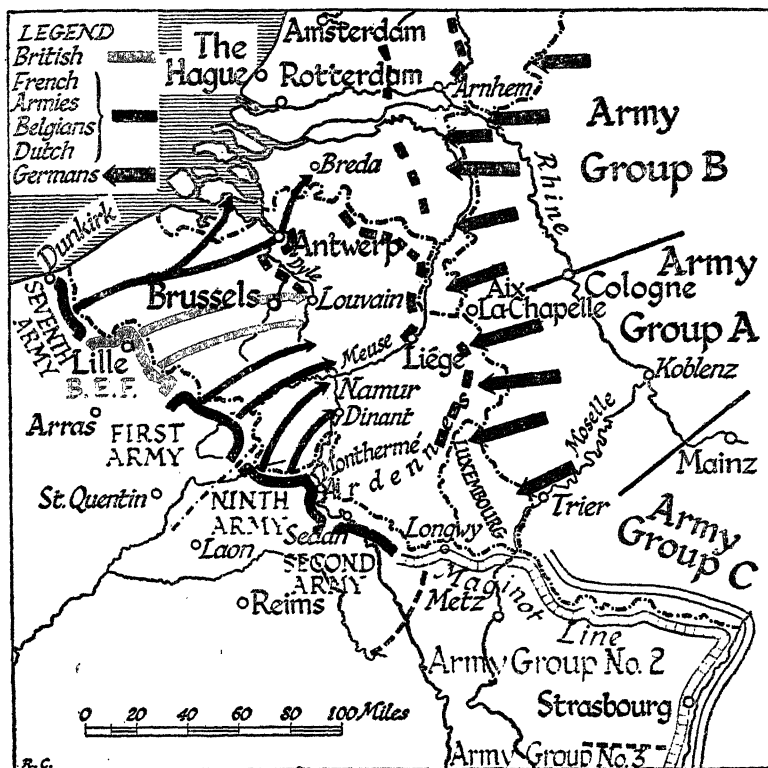 LEGEND
British
French
Armies
Belgians
Dutch
Germans
Amsterdam
The
Hague
Rotterdam
Arnhem
Army
Group B
Rhine
Breda
Dunkirk
Antwerp
Dyle
Army
Group A
Cologne
Aix
La Chapelle
Brussels
Louvain
SEVENTH
ARMY
Lille
B.E.F.
Meuse
Liége
Koblenz
Namur
Dinant
Arras
FIRST
ARMY
Montherme
Ardennes
Moselle
Mainz
LUXEMBOURG
St. Quentin
NINTH
ARMY
Trier
Army
Group C
Laon
Sedan
Longwy
SECOND
ARMY
Reims
Maginot
Line
Metz
Army Group No. 2
Strasbourg
0 20 40 60 80 100 Miles
Army Group No. 3
R.C.